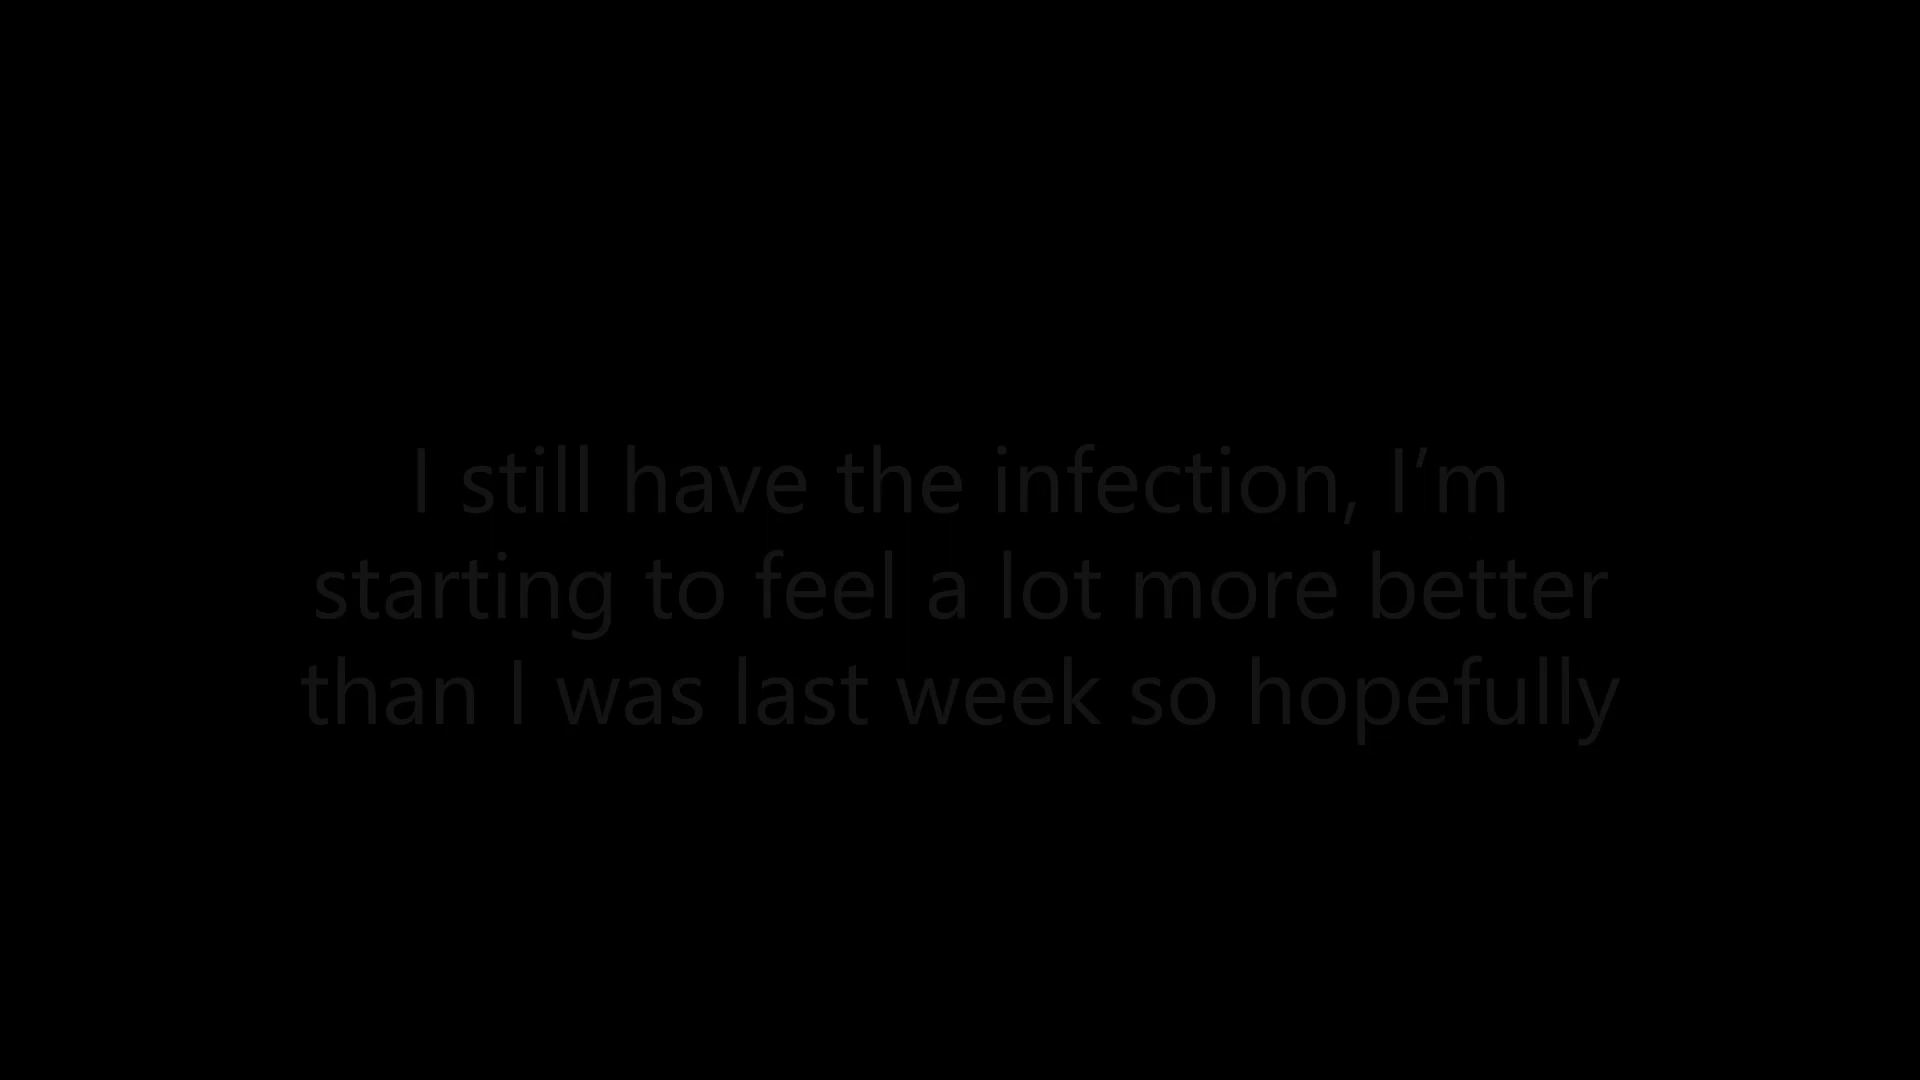 I still have the infection, I’m
starting to feel a lot more better
than I was last week so hopefully